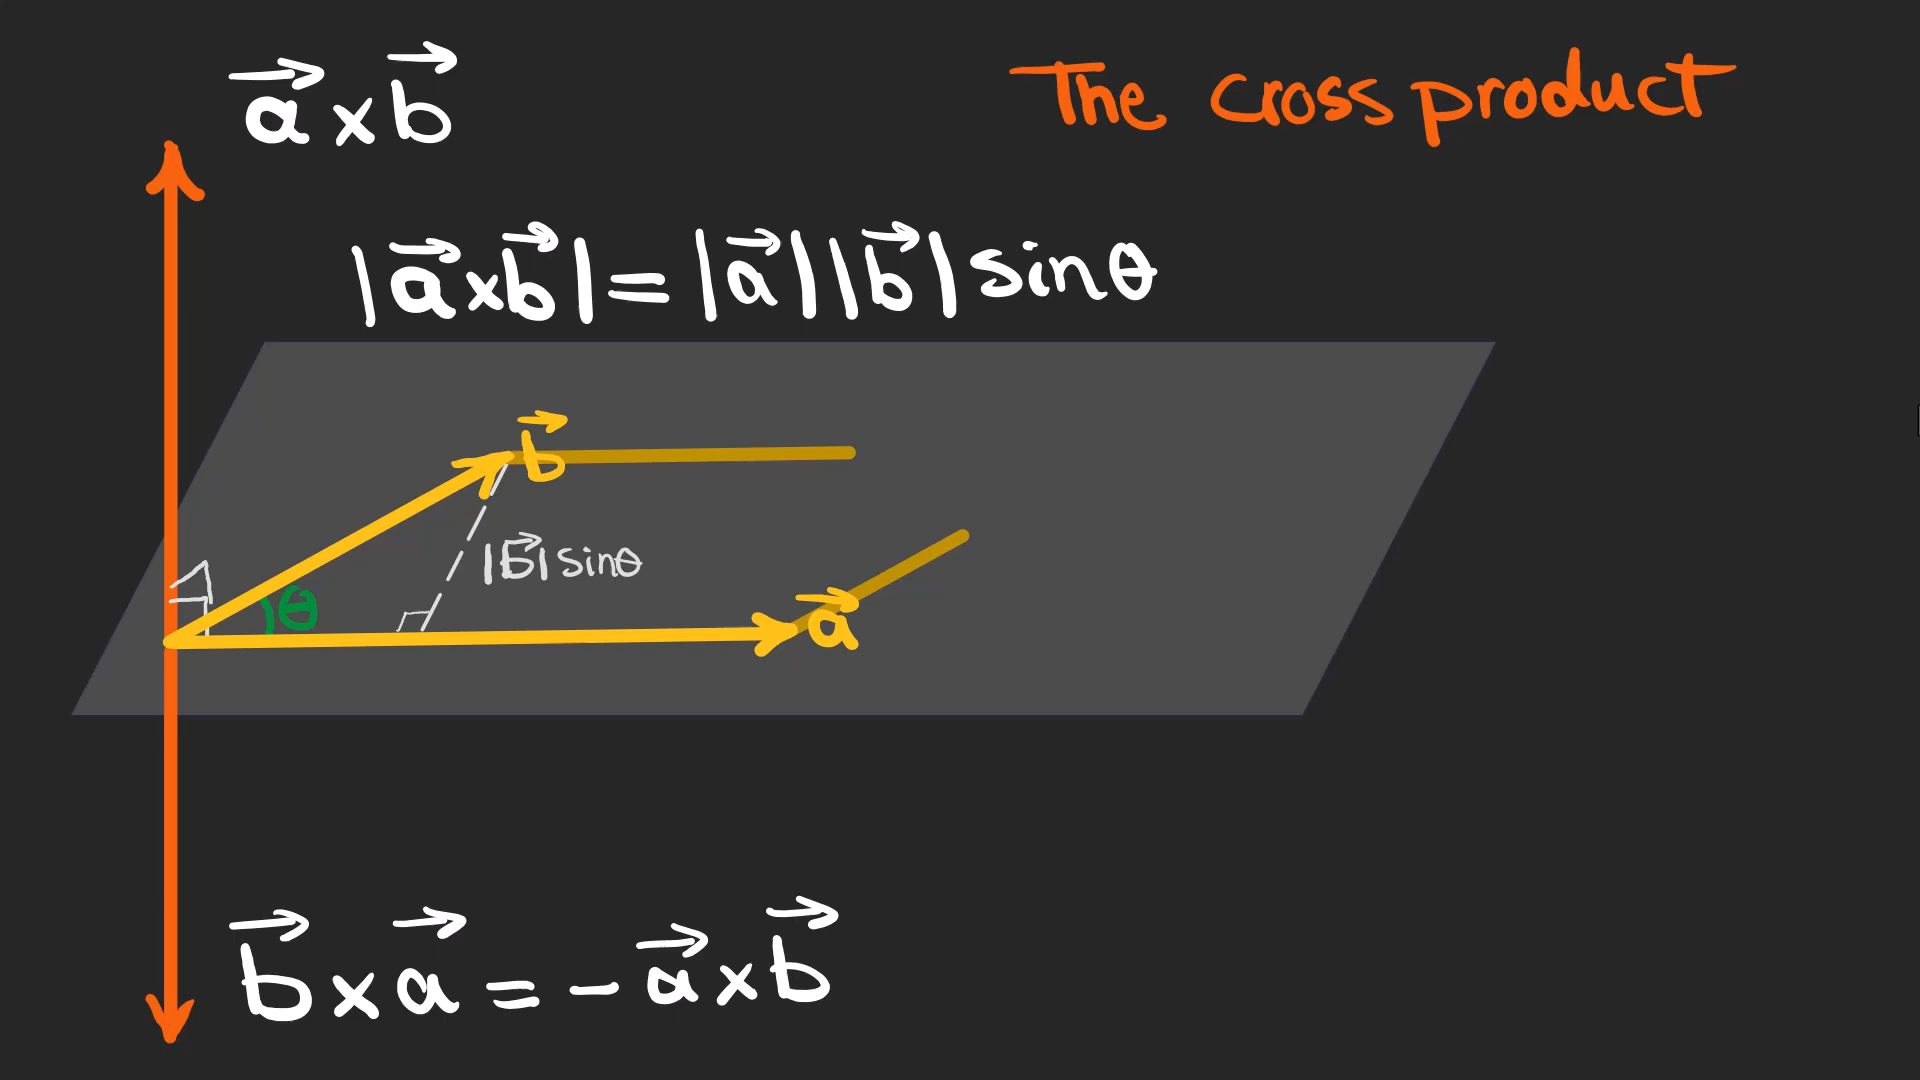 The cross product
a⃗ × b⃗
|a⃗ × b⃗| = |a⃗||b⃗| sinθ
b⃗
|b⃗| sinθ
θ
a⃗
b⃗ × a⃗ = - a⃗ × b⃗